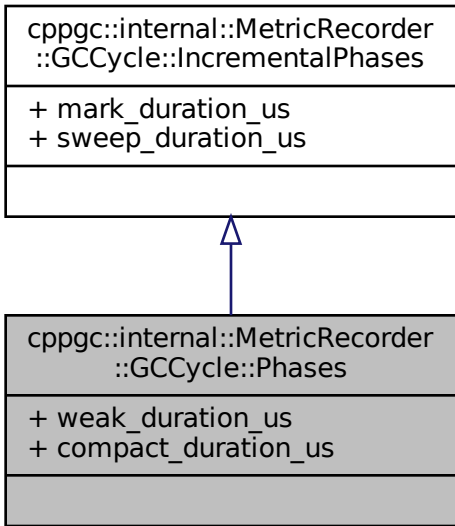 cppgc::internal::MetricRecorder
::GCCycle::IncrementalPhases
+ mark_duration_us
+ sweep_duration_us
cppgc::internal::MetricRecorder
::GCCycle::Phases
+ weak_duration_us
+ compact_duration_us